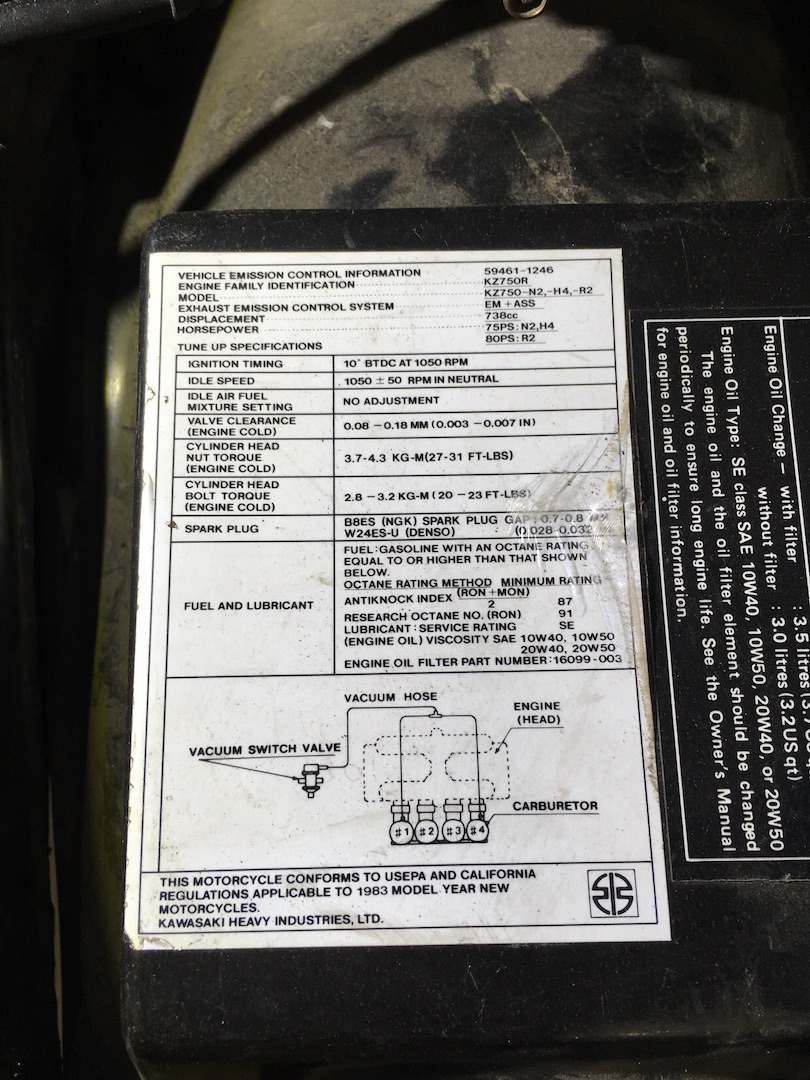 VEHICLE EMISSION CONTROL INFORMATION 59461-1246
ENGINE FAMILY IDENTIFICATION KZ750R
MODEL KZ750-N2,-H4,-R2
EXHAUST EMISSION CONTROL SYSTEM EM + ASS
DISPLACEMENT 738cc
HORSEPOWER 75PS: N2,H4
80PS: R2
TUNE UP SPECIFICATIONS
IGNITION TIMING 10° BTDC AT 1050 RPM
IDLE SPEED 1050 ± 50 RPM IN NEUTRAL
IDLE AIR FUEL
MIXTURE SETTING NO ADJUSTMENT
VALVE CLEARANCE
(ENGINE COLD) 0.08 – 0.18 MM (0.003 – 0.007 IN)
CYLINDER HEAD
NUT TORQUE
(ENGINE COLD) 3.7-4.3 KG-M(27-31 FT-LBS)
CYLINDER HEAD
BOLT TORQUE
(ENGINE COLD) 2.8 – 3.2 KG-M (20 – 23 FT-LBS)
SPARK PLUG B8ES (NGK) SPARK PLUG GAP : 0.7-0.8
W24ES-U (DENSO) (0.028-0.032
FUEL AND LUBRICANT
FUEL : GASOLINE WITH AN OCTANE RATING
EQUAL TO OR HIGHER THAN THAT SHOWN
BELOW.
OCTANE RATING METHOD MINIMUM RATING
ANTIKNOCK INDEX (RON + MON) 87
2
RESEARCH OCTANE NO. (RON) 91
LUBRICANT : SERVICE RATING SE
(ENGINE OIL) VISCOSITY SAE 10W40, 10W50
20W40, 20W50
ENGINE OIL FILTER PART NUMBER : 16099-003
VACUUM HOSE
ENGINE
(HEAD)
VACUUM SWITCH VALVE
CARBURETOR
#1 #2 #3 #4
THIS MOTORCYCLE CONFORMS TO USEPA AND CALIFORNIA
REGULATIONS APPLICABLE TO 1983 MODEL YEAR NEW
MOTORCYCLES.
KAWASAKI HEAVY INDUSTRIES, LTD.
Engine Oil Change – with filter : 3.5 litres
without filter : 3.0 litres (3.2 US qt)
Engine Oil Type: SE class SAE 10W40, 10W50, 20W40, or 20W50
The engine oil and the oil filter element should be changed
periodically to ensure long engine life. See the Owner's Manual
for engine oil and oil filter information.